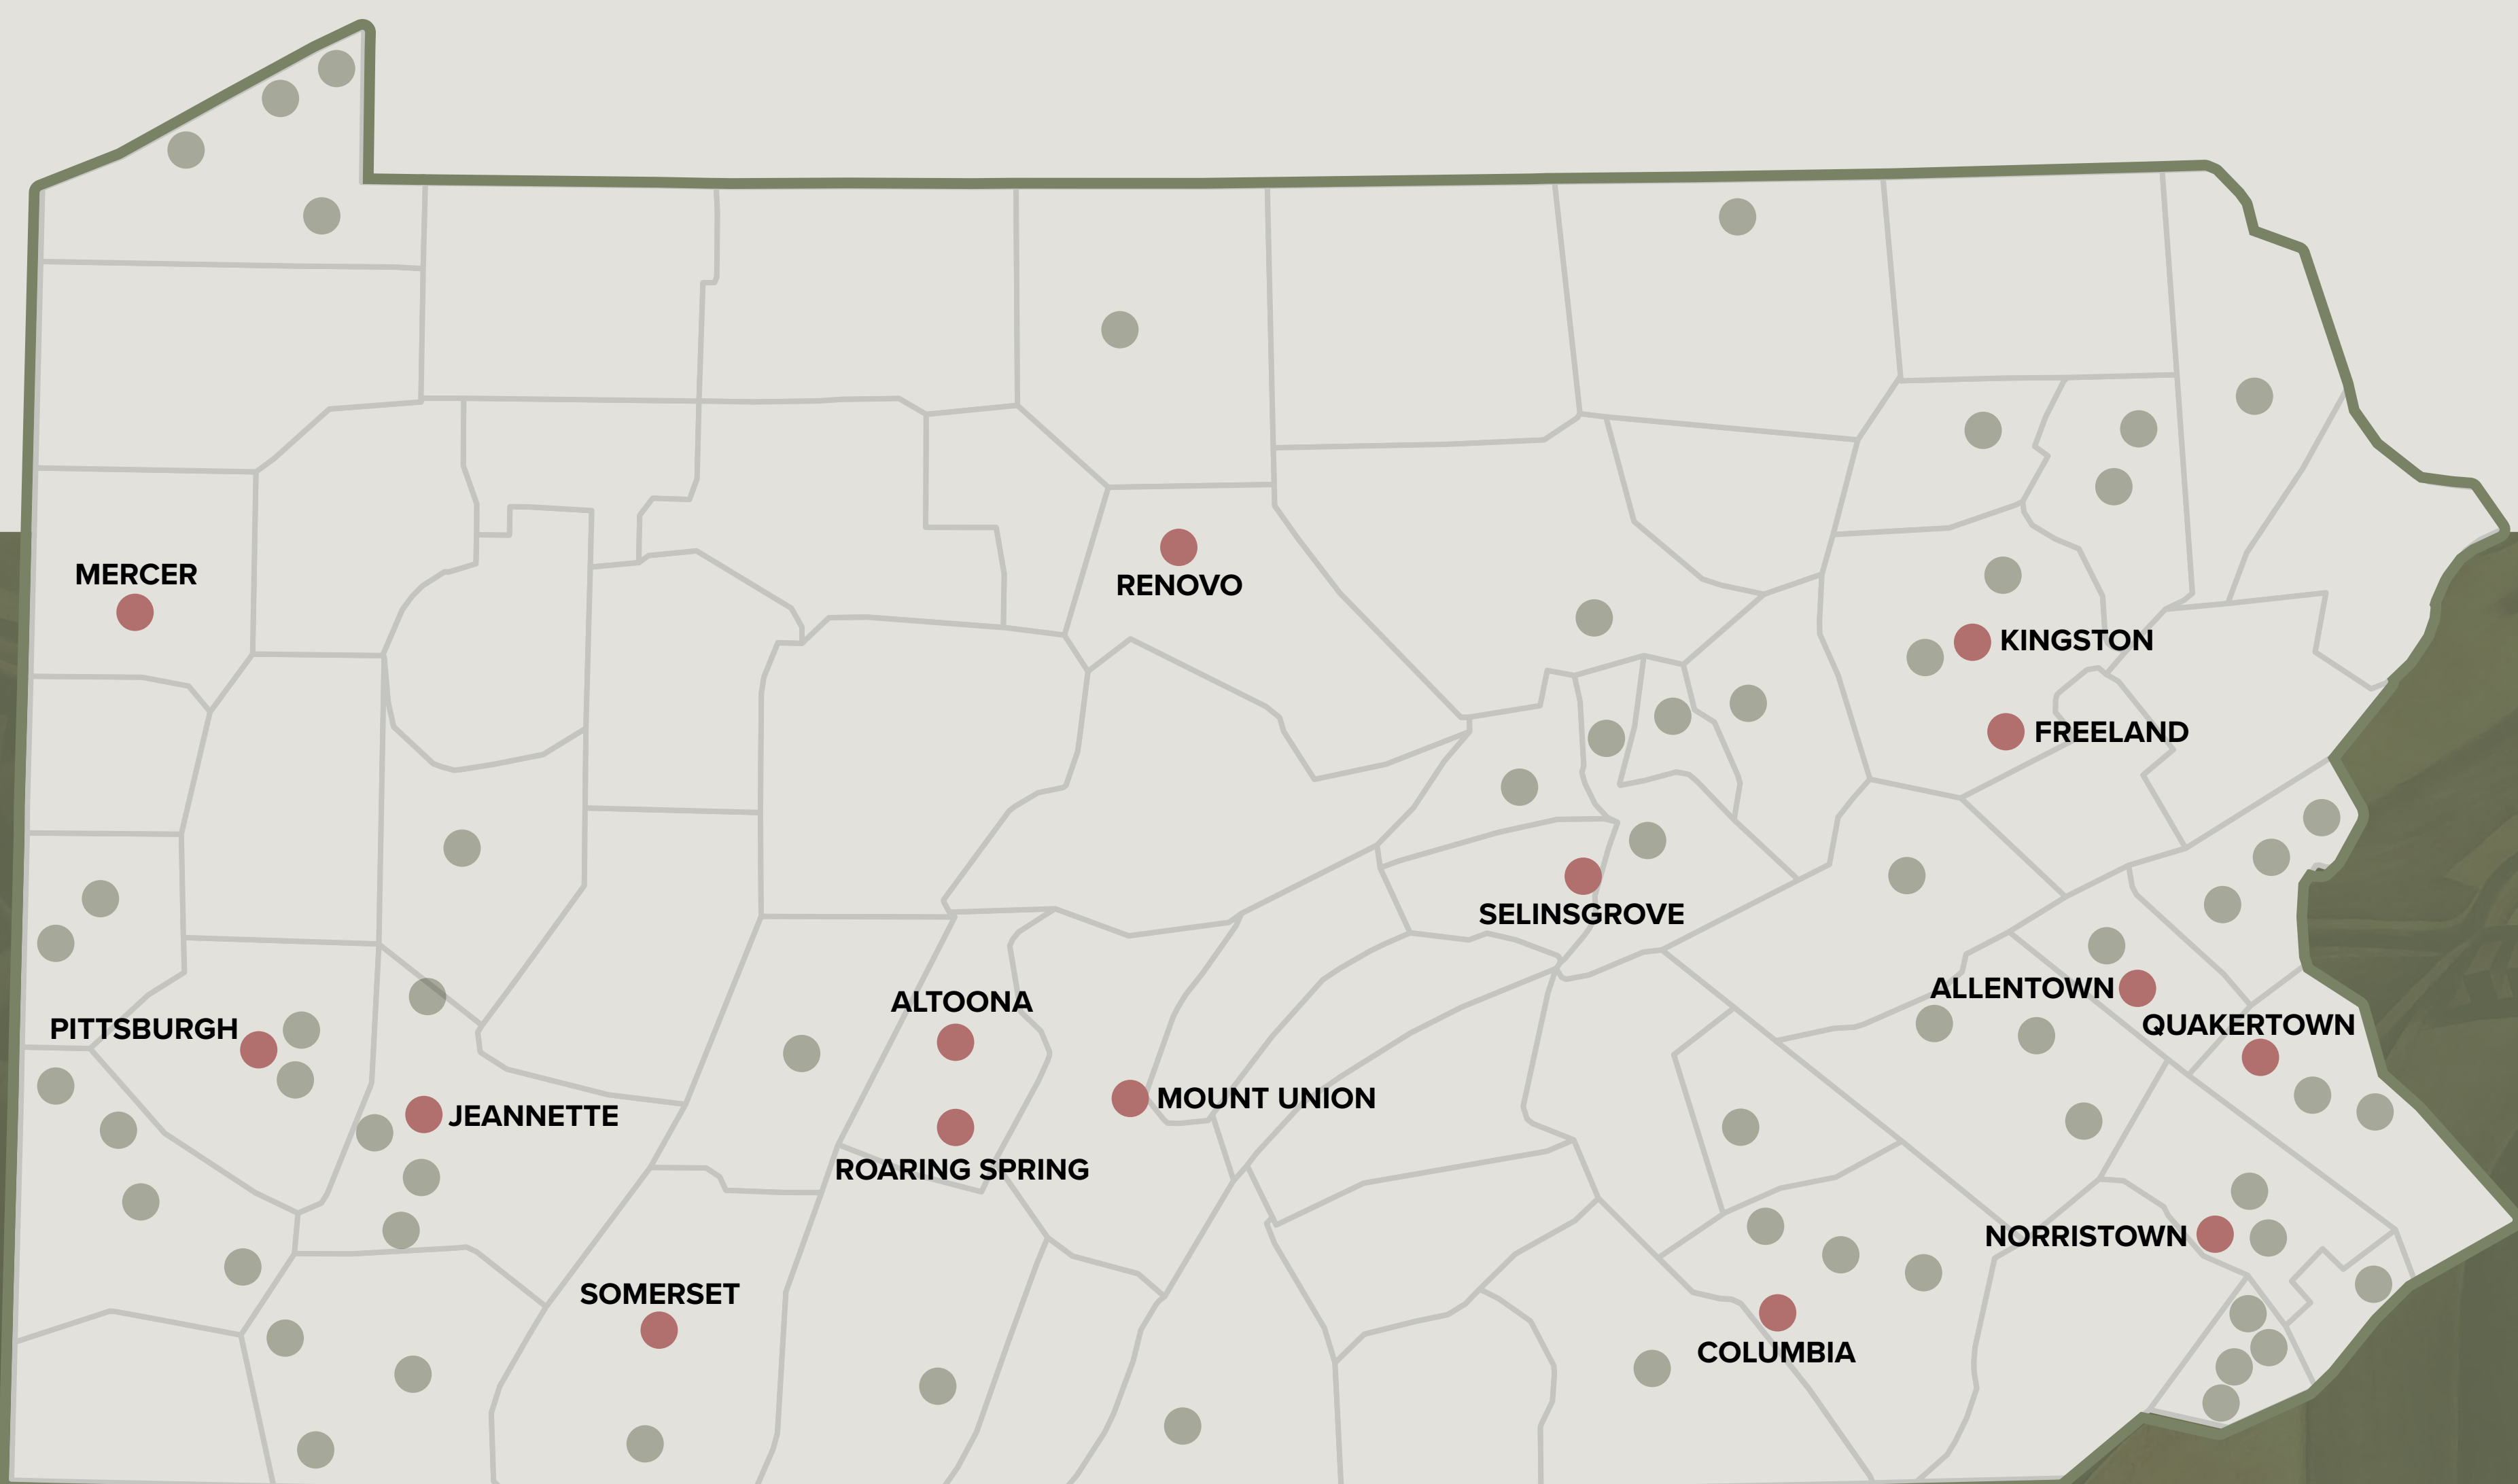 MERCER
RENOVO
KINGSTON
FREELAND
SELINSGROVE
ALLENTOWN
ALTOONA
QUAKERTOWN
PITTSBURGH
MOUNT UNION
JEANNETTE
ROARING SPRING
NORRISTOWN
SOMERSET
COLUMBIA